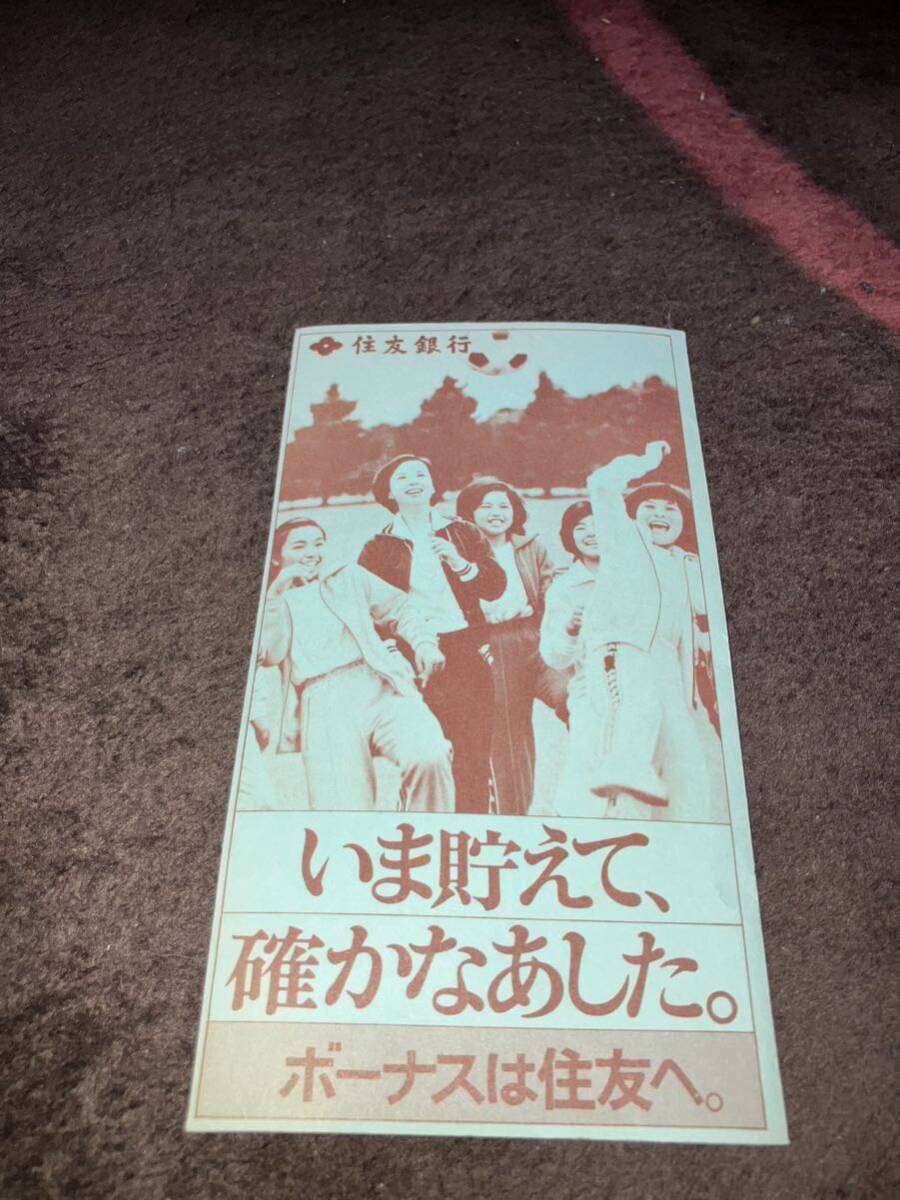 住友銀行
いま貯えて、
確かなあした。
ボーナスは住友へ。